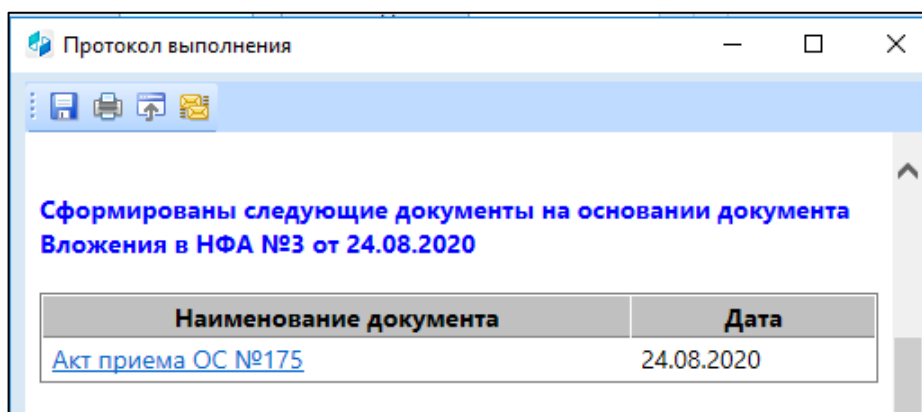 Протокол выполнения
Сформированы следующие документы на основании документа
Вложения в НФА №3 от 24.08.2020
Наименование документа Дата
Акт приема ОС №175 24.08.2020